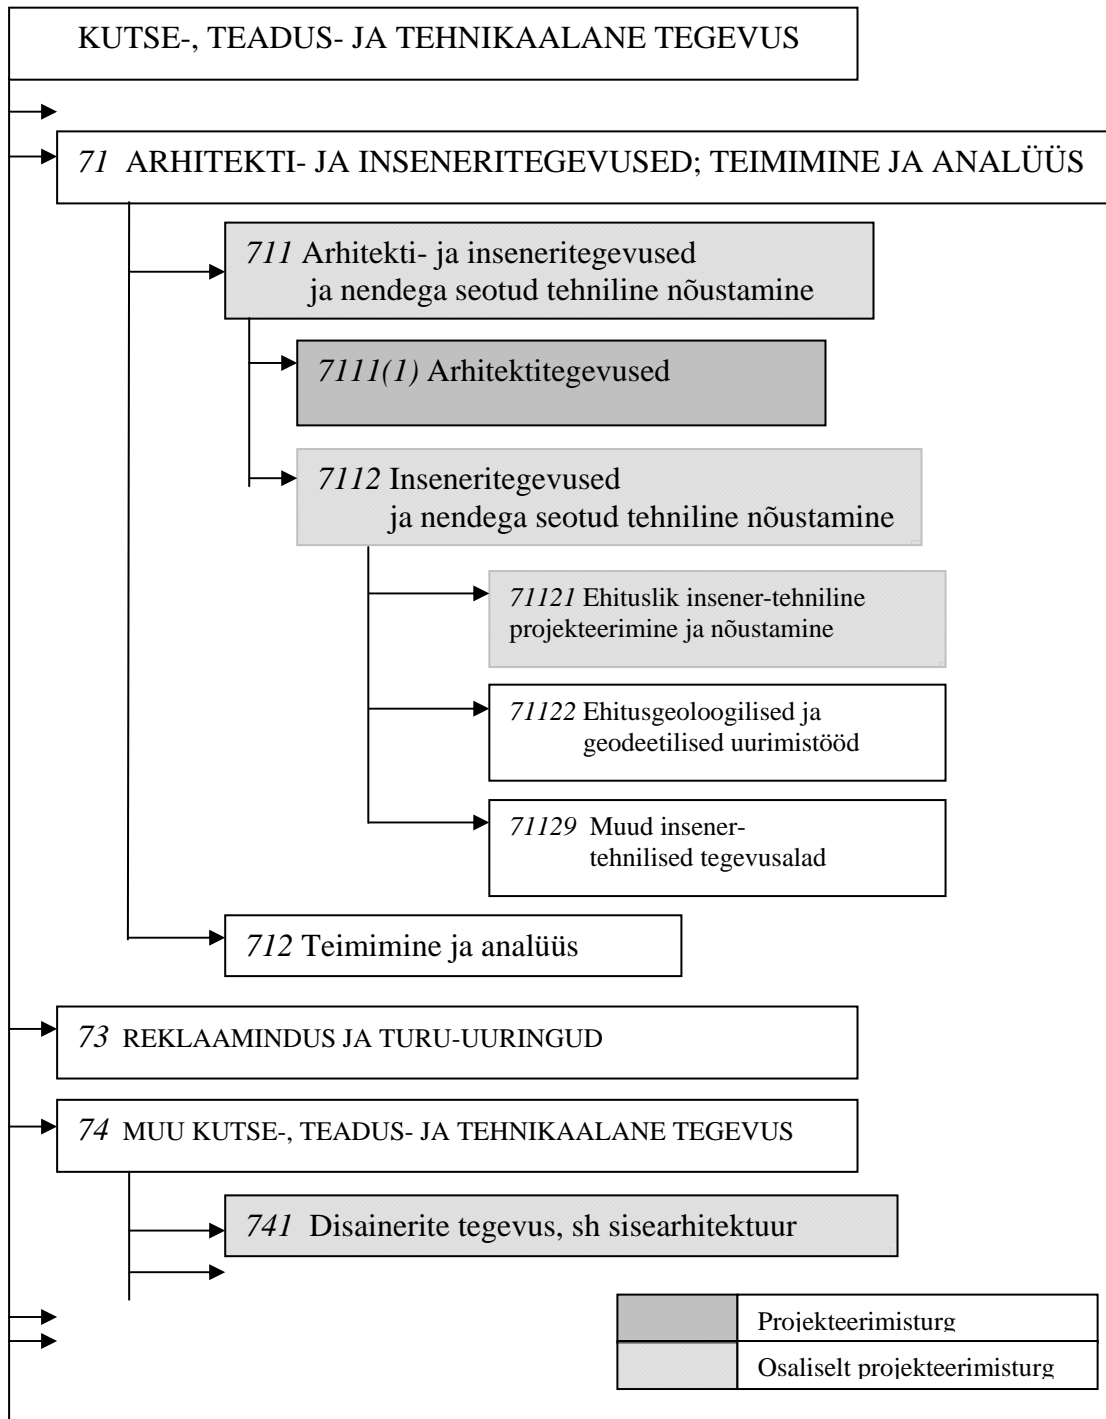 KUTSE-, TEADUS- JA TEHNIKAALANE TEGEVUS
71 ARHITEKTI- JA INSENERITEGEVUSED; TEIMIMINE JA ANALÜÜS
711 Arhitekti- ja inseneritegevused
ja nendega seotud tehniline nõustamine
7111(1) Arhitektitegevused
7112 Inseneritegevused
ja nendega seotud tehniline nõustamine
71121 Ehituslik insener-tehniline
projekteerimine ja nõustamine
71122 Ehitusgeoloogilised ja
geodeetilised uurimistööd
71129 Muud insener-
tehnilised tegevusalad
712 Teimimine ja analüüs
73 REKLAAMINDUS JA TURU-UURINGUD
74 MUU KUTSE-, TEADUS- JA TEHNIKAALANE TEGEVUS
741 Disainerite tegevus, sh sisearhitektuur
Projekteerimisturg
Osaliselt projekteerimisturg